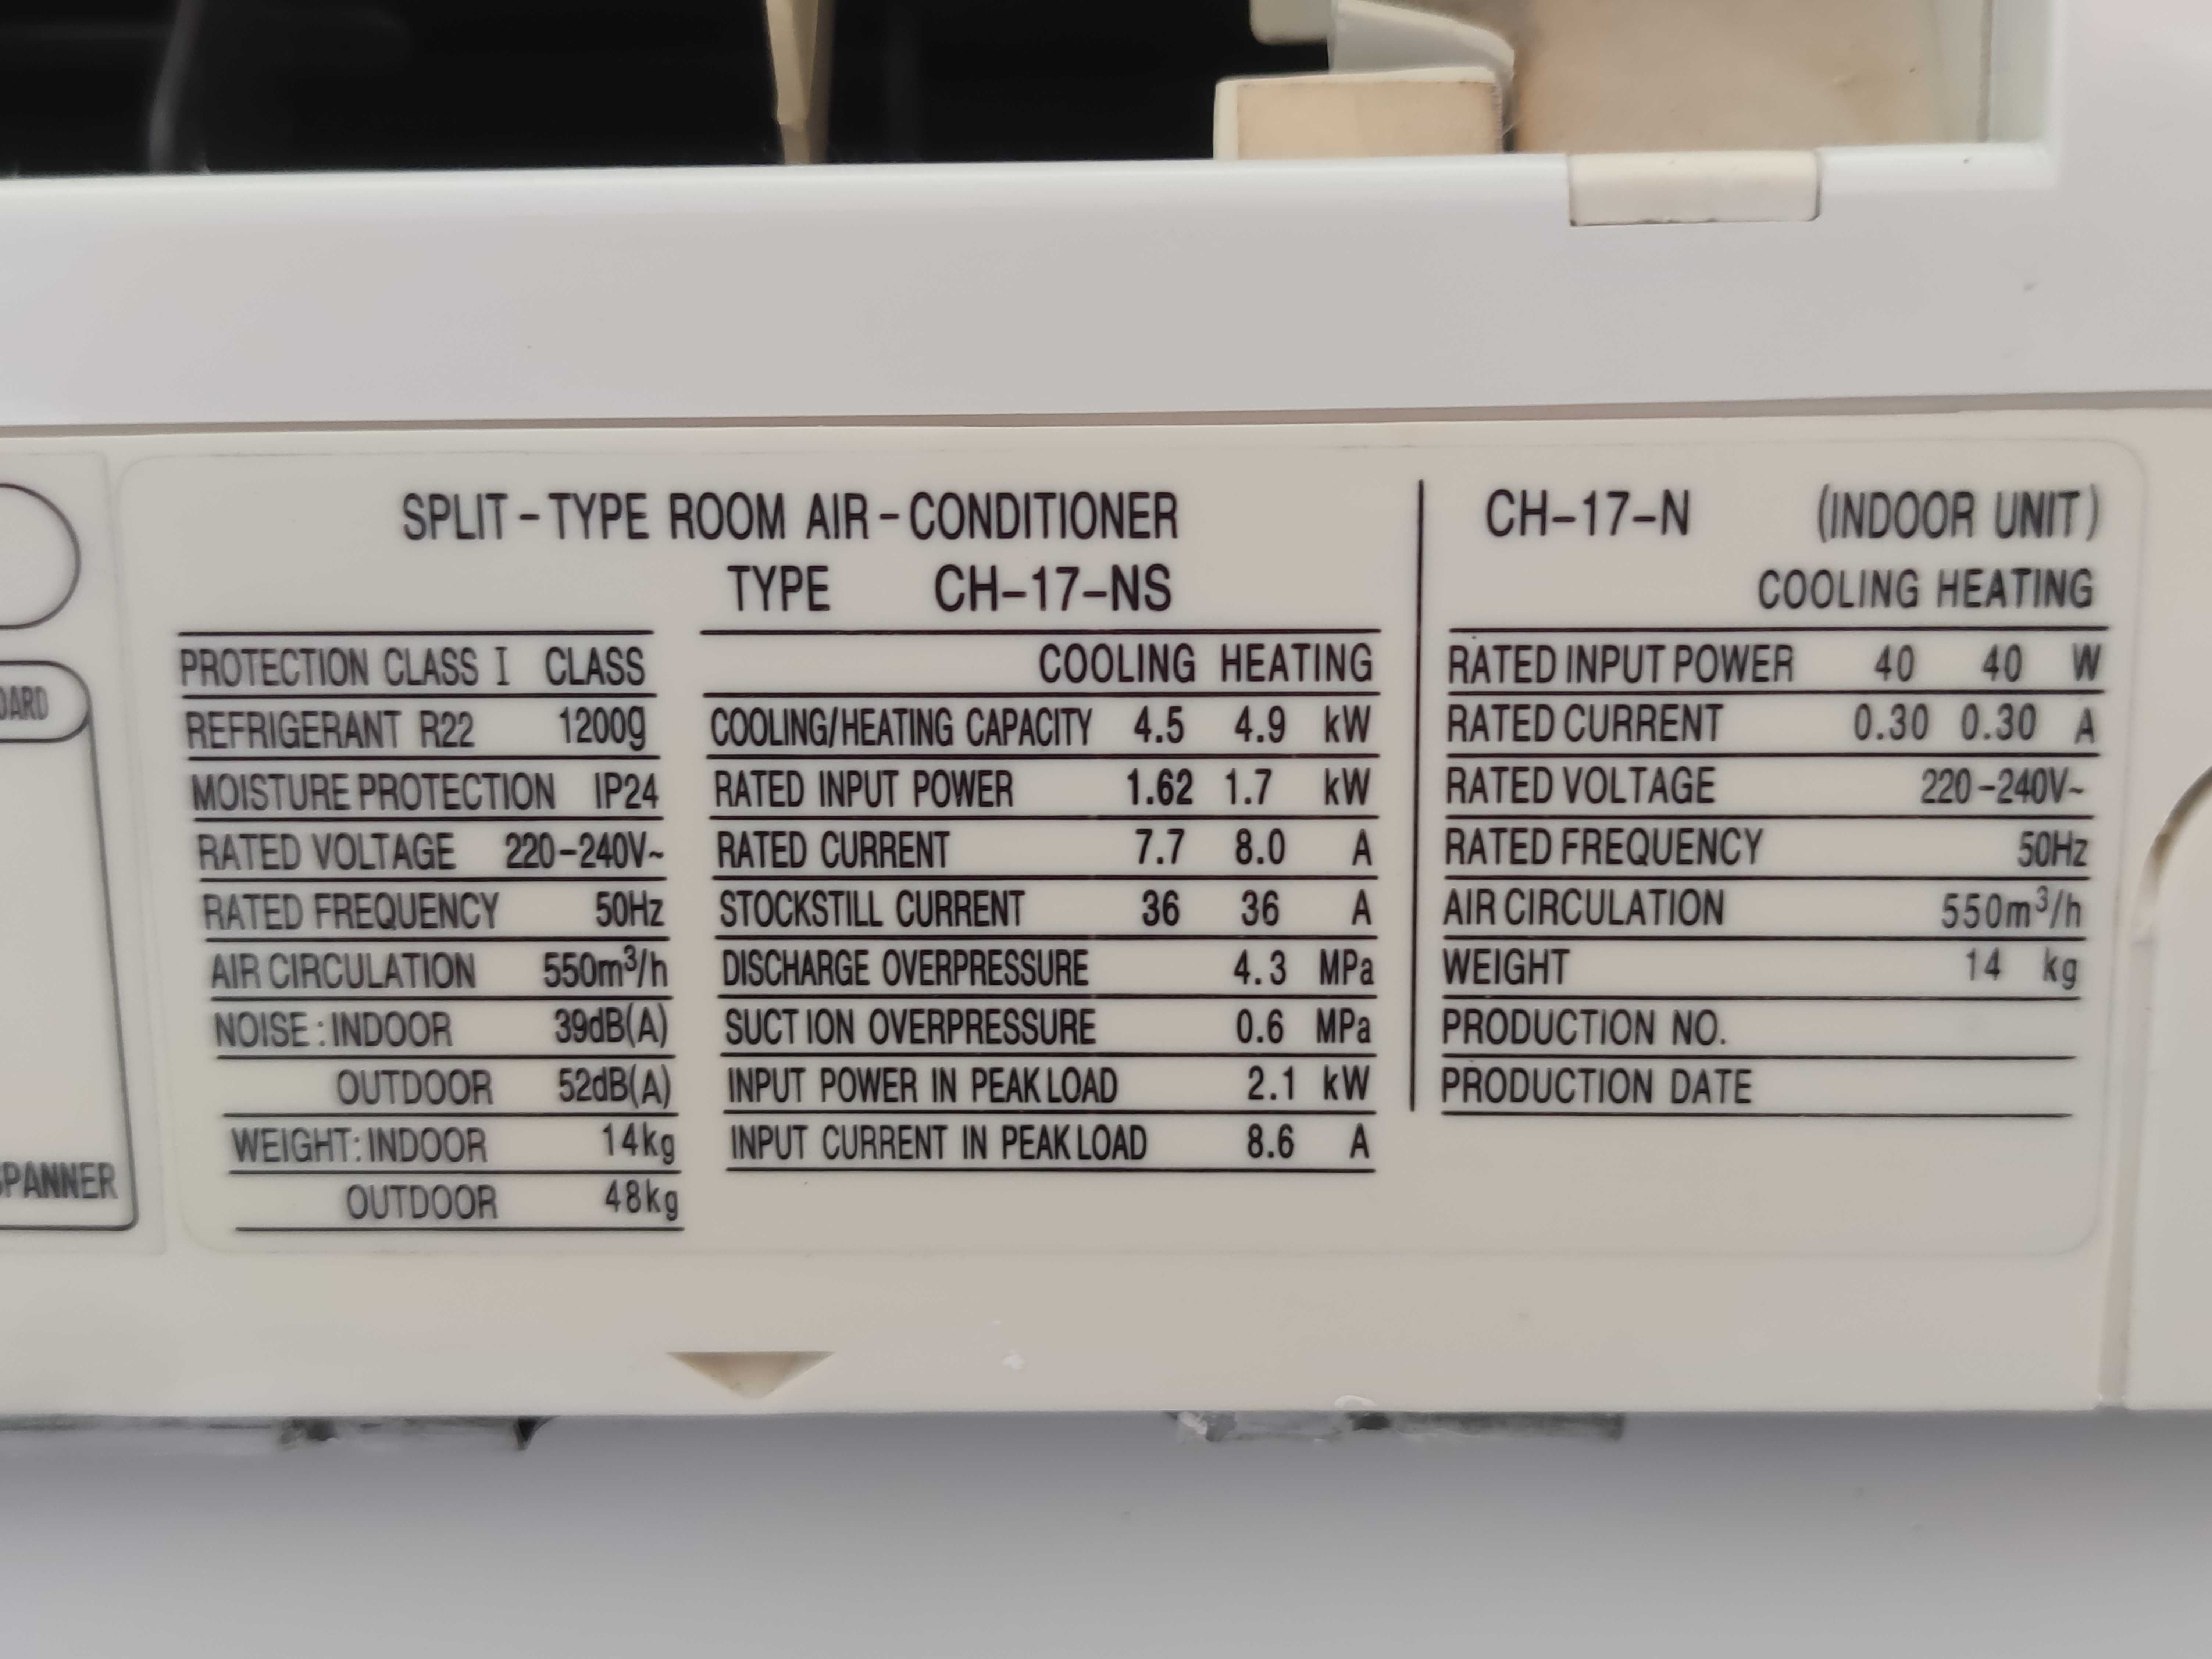 SPLIT-TYPE ROOM AIR-CONDITIONER
TYPE CH-17-NS
PROTECTION CLASS I CLASS
REFRIGERANT R22 1200g
MOISTURE PROTECTION IP24
RATED VOLTAGE 220-240V~
RATED FREQUENCY 50Hz
AIR CIRCULATION 550m³/h
NOISE: INDOOR 39dB(A)
OUTDOOR 52dB(A)
WEIGHT: INDOOR 14kg
OUTDOOR 48kg
COOLING HEATING
COOLING/HEATING CAPACITY 4.5 4.9 kW
RATED INPUT POWER 1.62 1.7 kW
RATED CURRENT 7.7 8.0 A
STOCKSTILL CURRENT 36 36 A
DISCHARGE OVERPRESSURE 4.3 MPa
SUCTION OVERPRESSURE 0.6 MPa
INPUT POWER IN PEAK LOAD 2.1 kW
INPUT CURRENT IN PEAK LOAD 8.6 A
CH-17-N (INDOOR UNIT)
COOLING HEATING
RATED INPUT POWER 40 40 W
RATED CURRENT 0.30 0.30 A
RATED VOLTAGE 220-240V~
RATED FREQUENCY 50Hz
AIR CIRCULATION 550m³/h
WEIGHT 14 kg
PRODUCTION NO.
PRODUCTION DATE